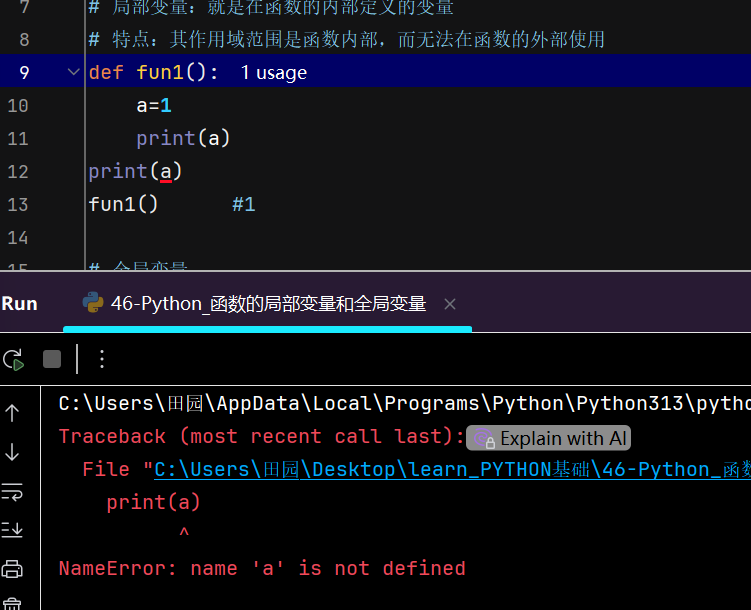 7 # 局部变量：就是在函数的内部定义的变量
8 # 特点：其作用域范围是函数内部，而无法在函数的外部使用
9 def fun1(): 1 usage
10 a=1
11 print(a)
12 print(a)
13 fun1() #1
14
15 # 全局变量
Run 46-Python_函数的局部变量和全局变量
C:\Users\田园\AppData\Local\Programs\Python\Python313\pytho
Traceback (most recent call last): Explain with AI
File "C:\Users\田园\Desktop\learn_PYTHON基础\46-Python_函数
print(a)
^
NameError: name 'a' is not defined